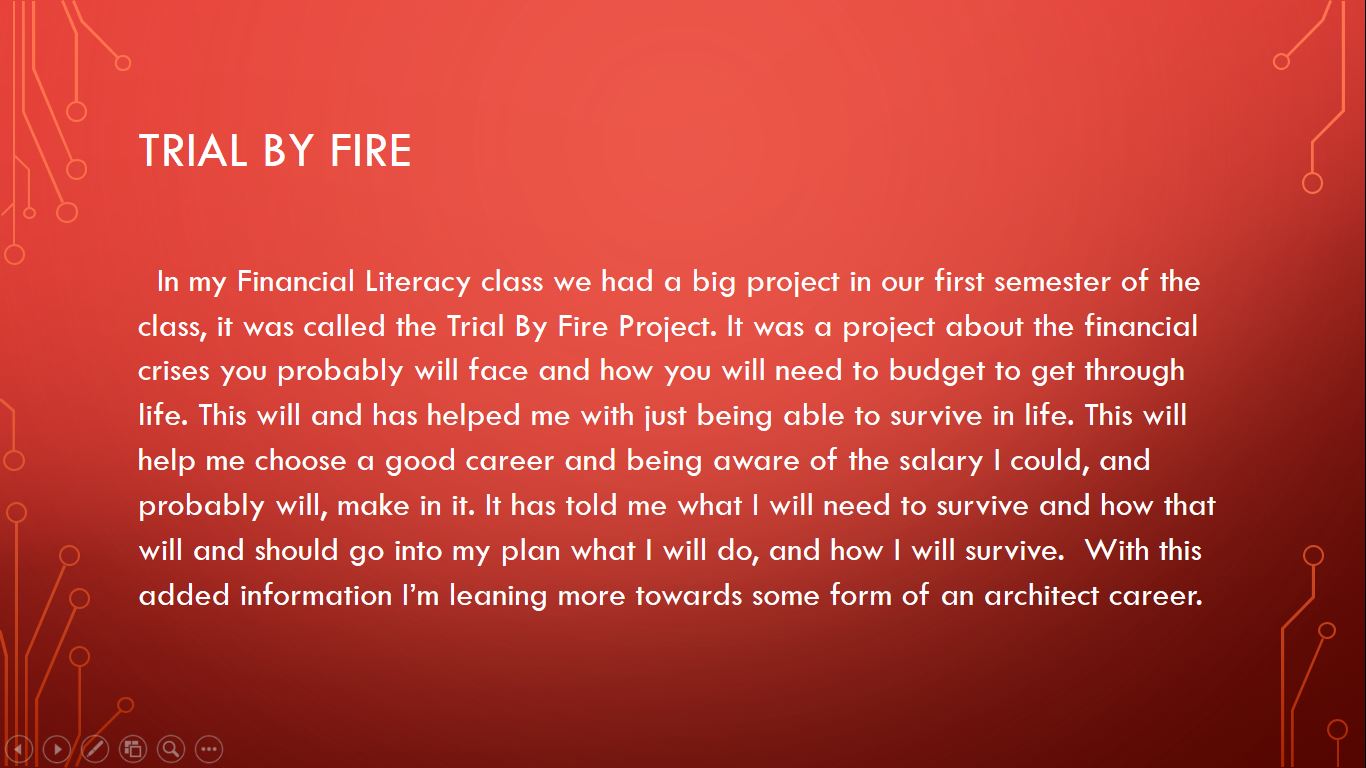 TRIAL BY FIRE
In my Financial Literacy class we had a big project in our first semester of the
class, it was called the Trial By Fire Project. It was a project about the financial
crises you probably will face and how you will need to budget to get through
life. This will and has helped me with just being able to survive in life. This will
help me choose a good career and being aware of the salary I could, and
probably will, make in it. It has told me what I will need to survive and how that
will and should go into my plan what I will do, and how I will survive.  With this
added information I’m leaning more towards some form of an architect career.